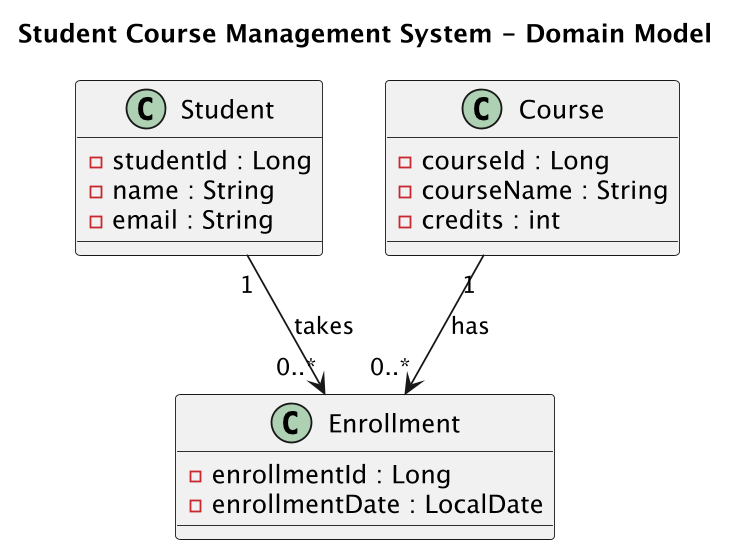 Student Course Management System - Domain Model
C Student
studentId : Long
name : String
email : String
C Course
courseId : Long
courseName : String
credits : int
1
1
takes
has
0..*
0..*
C Enrollment
enrollmentId : Long
enrollmentDate : LocalDate